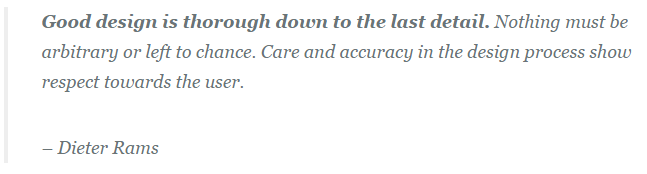 Good design is thorough down to the last detail. Nothing must be
arbitrary or left to chance. Care and accuracy in the design process show
respect towards the user.
– Dieter Rams